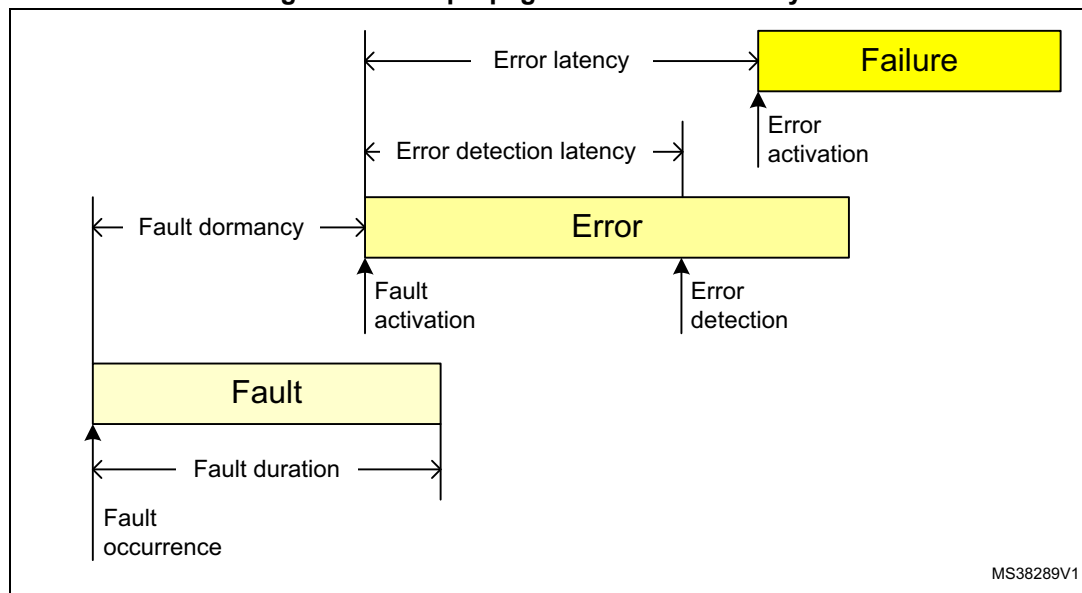 Failure
Error latency
Error
activation
Error detection latency
Error
Fault dormancy
Fault
activation
Error
detection
Fault
Fault duration
Fault
occurrence
MS38289V1